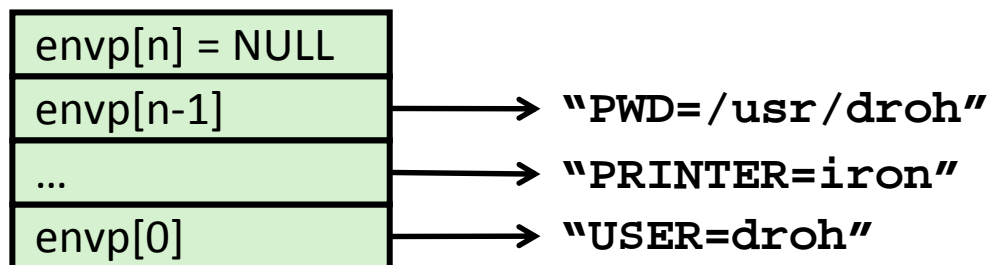 envp[n] = NULL
envp[n-1] “PWD=/usr/droh”
… “PRINTER=iron”
envp[0] “USER=droh”